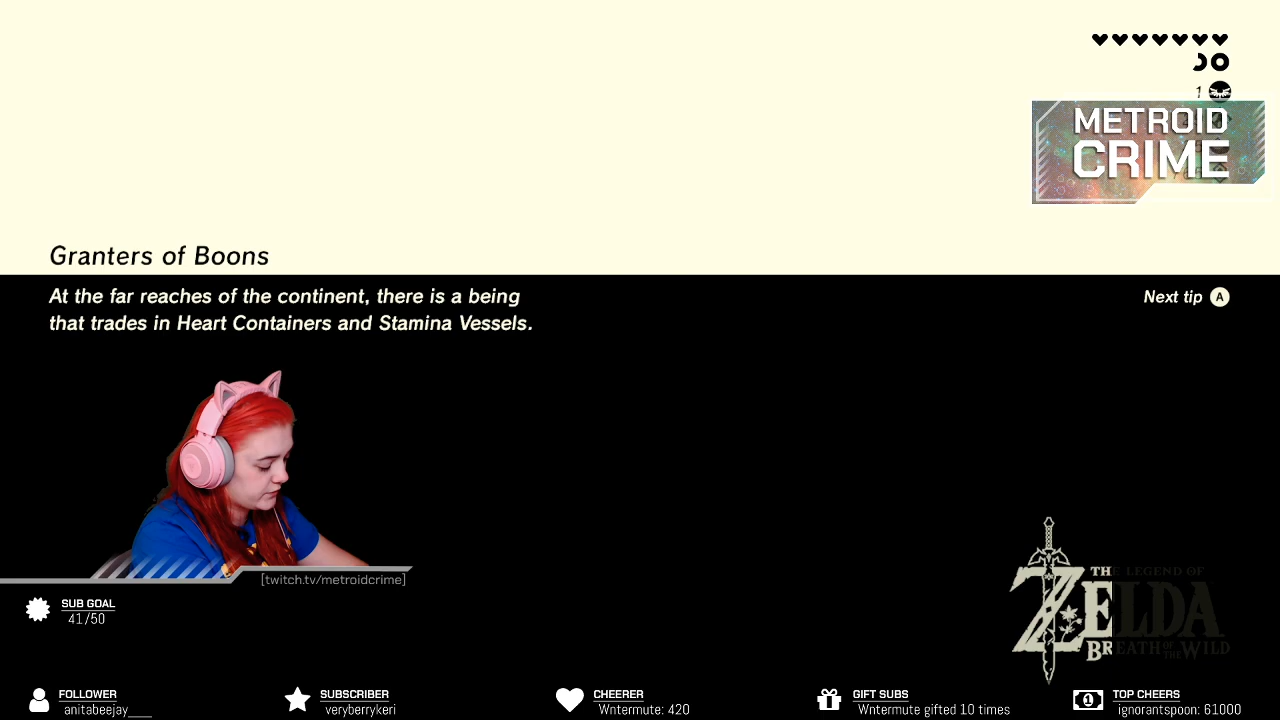 1
METROID
CRIME
Granters of Boons
At the far reaches of the continent, there is a being
that trades in Heart Containers and Stamina Vessels.
Next tip A
[twitch.tv/metroidcrime]
SUB GOAL
41/50
THE LEGEND OF
ZELDA
BREATH OF THE WILD
FOLLOWER
anitabeejay___
SUBSCRIBER
veryberrykeri
CHEERER
Wntermute: 420
GIFT SUBS
Wntermute gifted 10 times
TOP CHEERS
ignorantspoon: 61000